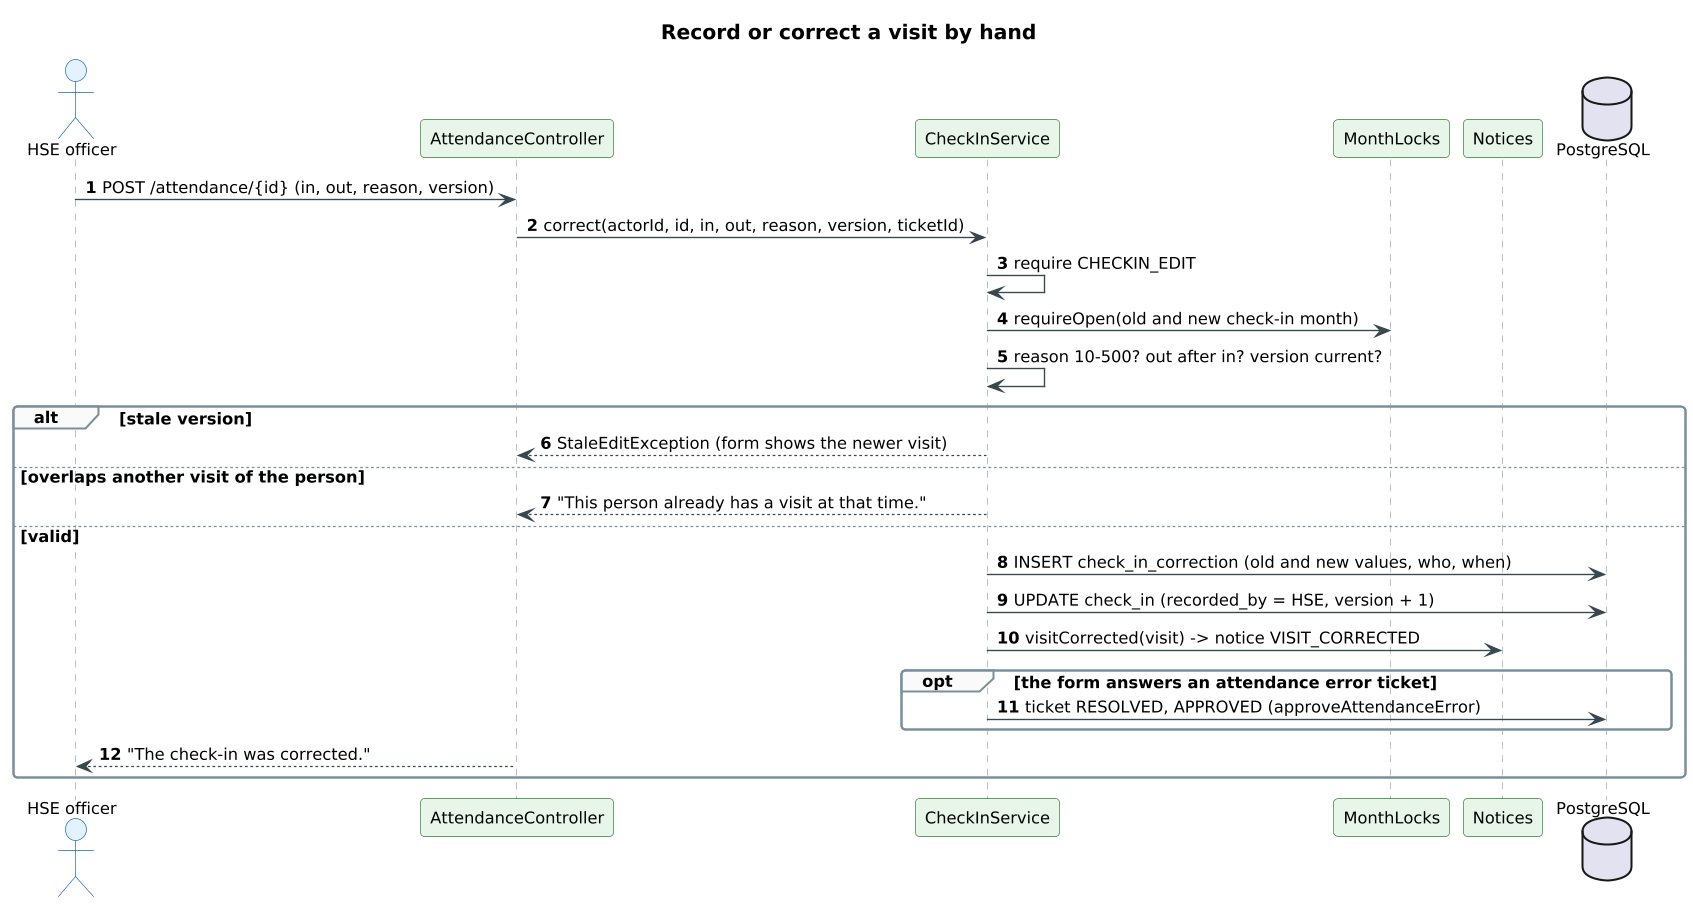 Record or correct a visit by hand
HSE officer
AttendanceController
CheckInService
MonthLocks
Notices
PostgreSQL
1 POST /attendance/{id} (in, out, reason, version)
2 correct(actorId, id, in, out, reason, version, ticketId)
3 require CHECKIN_EDIT
4 requireOpen(old and new check-in month)
5 reason 10-500? out after in? version current?
alt [stale version]
6 StaleEditException (form shows the newer visit)
[overlaps another visit of the person]
7 "This person already has a visit at that time."
[valid]
8 INSERT check_in_correction (old and new values, who, when)
9 UPDATE check_in (recorded_by = HSE, version + 1)
10 visitCorrected(visit) -> notice VISIT_CORRECTED
opt [the form answers an attendance error ticket]
11 ticket RESOLVED, APPROVED (approveAttendanceError)
12 "The check-in was corrected."
HSE officer
AttendanceController
CheckInService
MonthLocks
Notices
PostgreSQL